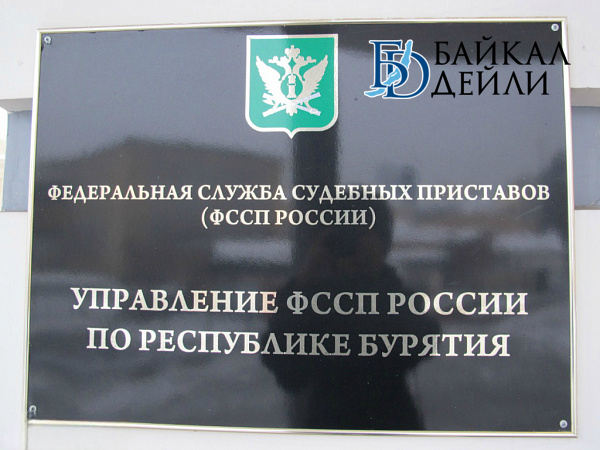 БАЙКАЛ
ДЕЙЛИ
ФЕДЕРАЛЬНАЯ СЛУЖБА СУДЕБНЫХ ПРИСТАВОВ
(ФССП РОССИИ)
УПРАВЛЕНИЕ ФССП РОССИИ
ПО РЕСПУБЛИКЕ БУРЯТИЯ